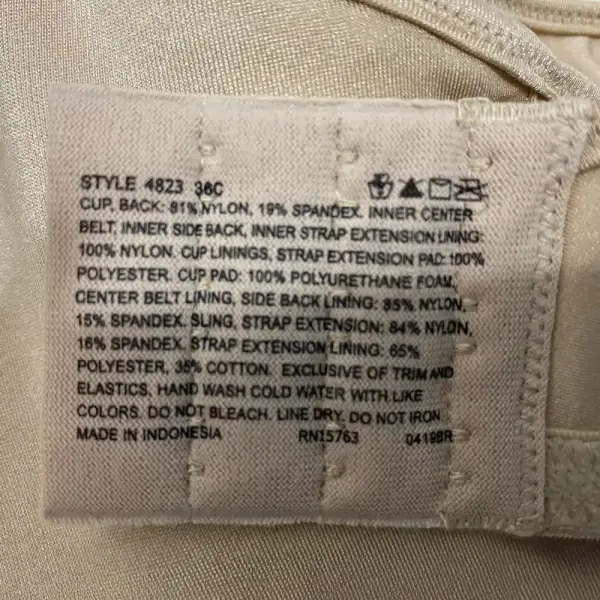 STYLE 4823 36C
CUP, BACK: 81% NYLON, 19% SPANDEX. INNER CENTER
BELT, INNER SIDE BACK, INNER STRAP EXTENSION LINING:
100% NYLON. CUP LININGS, STRAP EXTENSION PAD: 100%
POLYESTER. CUP PAD: 100% POLYURETHANE FOAM,
CENTER BELT LINING, SIDE BACK LINING: 85% NYLON,
15% SPANDEX. SLING, STRAP EXTENSION: 84% NYLON,
16% SPANDEX. STRAP EXTENSION LINING: 65%
POLYESTER, 35% COTTON. EXCLUSIVE OF TRIM AND
ELASTICS, HAND WASH COLD WATER WITH LIKE
COLORS. DO NOT BLEACH. LINE DRY. DO NOT IRON
MADE IN INDONESIA RN15763 0419BR